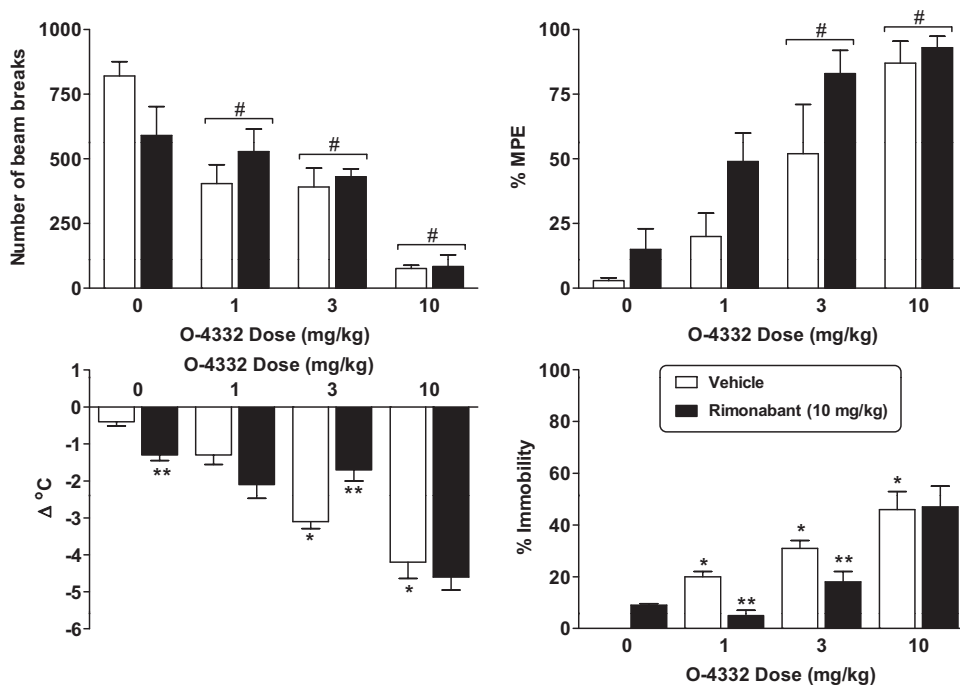 1000
750
500
250
0
Number of beam breaks
#
#
#
0 1 3 10
O-4332 Dose (mg/kg)
100
75
50
25
0
% MPE
#
#
0 1 3 10
O-4332 Dose (mg/kg)
O-4332 Dose (mg/kg)
0 1 3 10
1
0
-1
-2
-3
-4
-5
-6
Δ °C
**
*
**
*
100
80
60
40
20
0
% Immobility
Vehicle
Rimonabant (10 mg/kg)
*
**
*
**
*
0 1 3 10
O-4332 Dose (mg/kg)